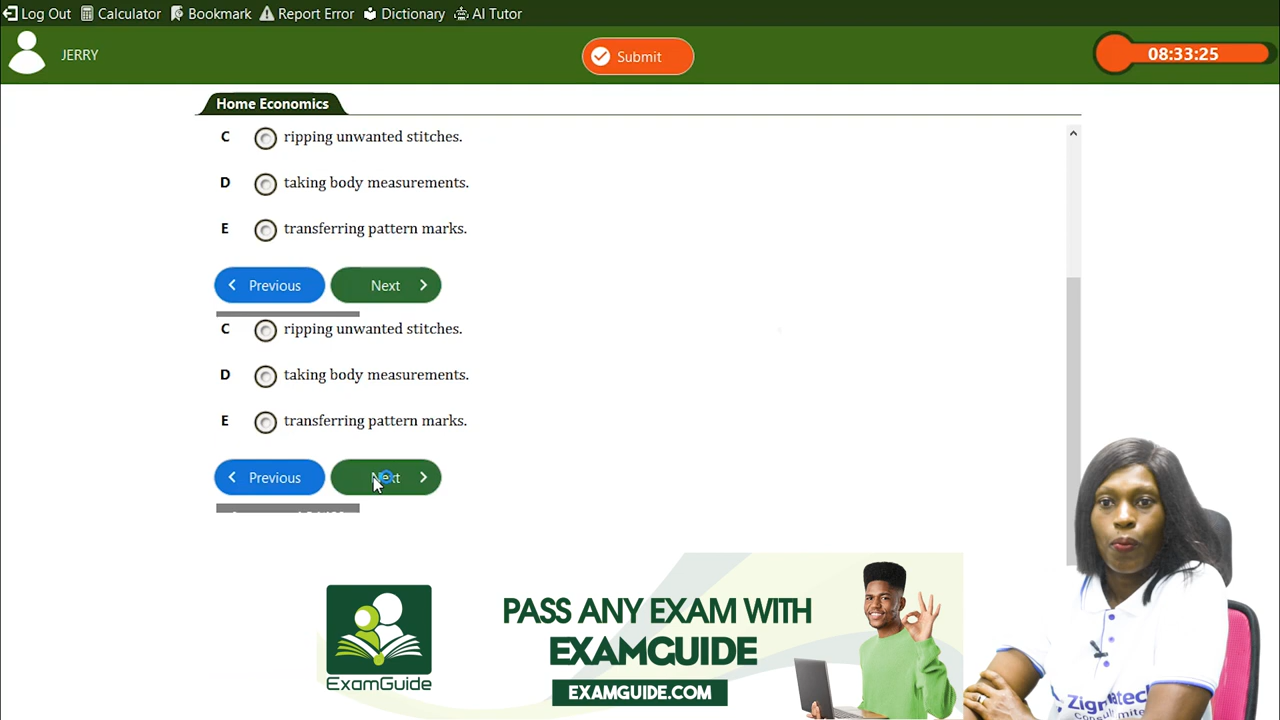 Log Out Calculator Bookmark Report Error Dictionary AI Tutor
JERRY
Submit
08:33:25
Home Economics
C ripping unwanted stitches.
D taking body measurements.
E transferring pattern marks.
Previous Next
C ripping unwanted stitches.
D taking body measurements.
E transferring pattern marks.
Previous Next
PASS ANY EXAM WITH
EXAMGUIDE
EXAMGUIDE.COM
ExamGuide